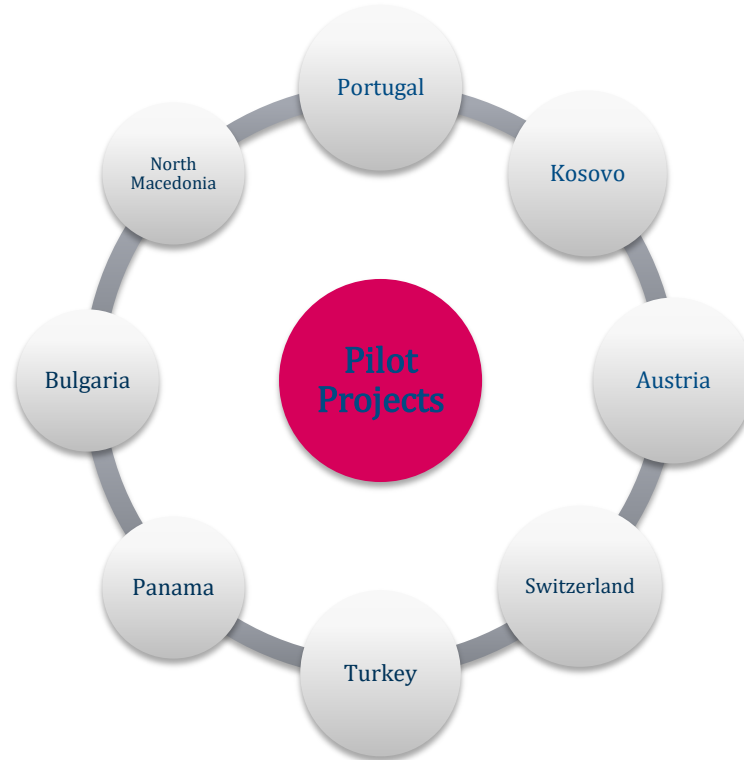 Portugal
Kosovo
North
Macedonia
Pilot
Projects
Bulgaria
Austria
Panama
Switzerland
Turkey